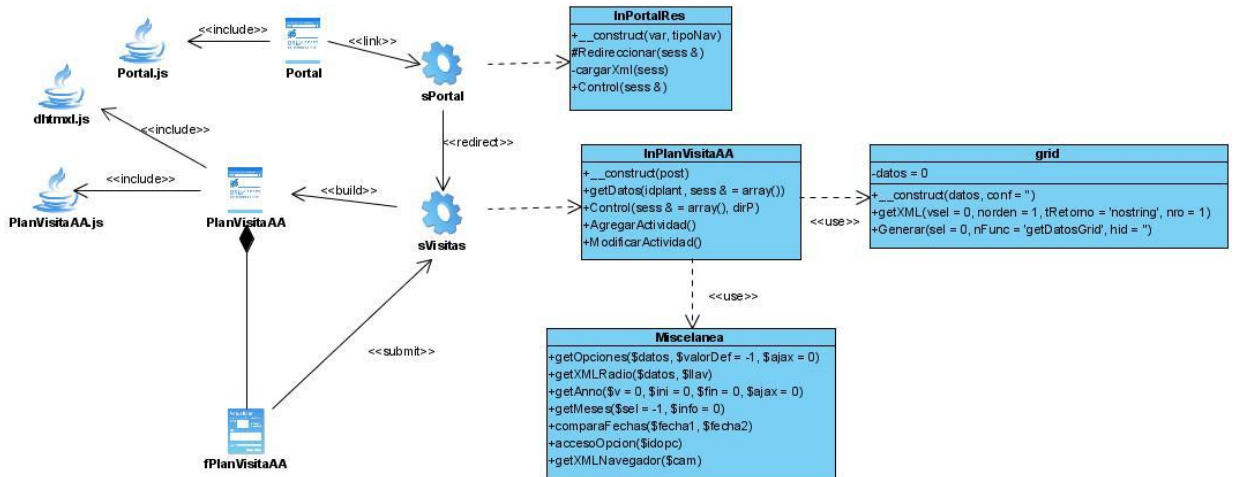 InPortalRes
+__construct(var, tipoNav)
#Redireccionar(sess &)
-cargarXml(sess)
+Control(sess &)
<<include>>
<<link>>
Portal.js
Portal
sPortal
dhtmxl.js
<<include>>
<<redirect>>
<<include>>
<<build>>
PlanVisitaAA.js
PlanVisitaAA
sVisitas
InPlanVisitaAA
+__construct(post)
+getDatos(idplant , sess & = array())
+Control(sess & = array(), dirP)
+AgregarActividad()
+ModificarActividad()
<<use>>
grid
-datos = 0
+__construct(datos, conf = '')
+getXML(vsel = 0, norden = 1, tRetorno = 'nostring', nro = 1)
+Generar(sel = 0, nFunc = 'getDatosGrid', hid = '')
<<use>>
<<submit>>
Miscelanea
+getOpciones($datos, $valorDef = -1, $ajax = 0)
+getXMLRadio($datos, $llav)
+getAnno($v = 0, $ini = 0, $fin = 0, $ajax = 0)
+getMeses($sel = -1, $info = 0)
+comparaFechas($fecha1, $fecha2)
+accesoOpcion($idopc)
+getXMLNavegador($cam)
fPlanVisitaAA